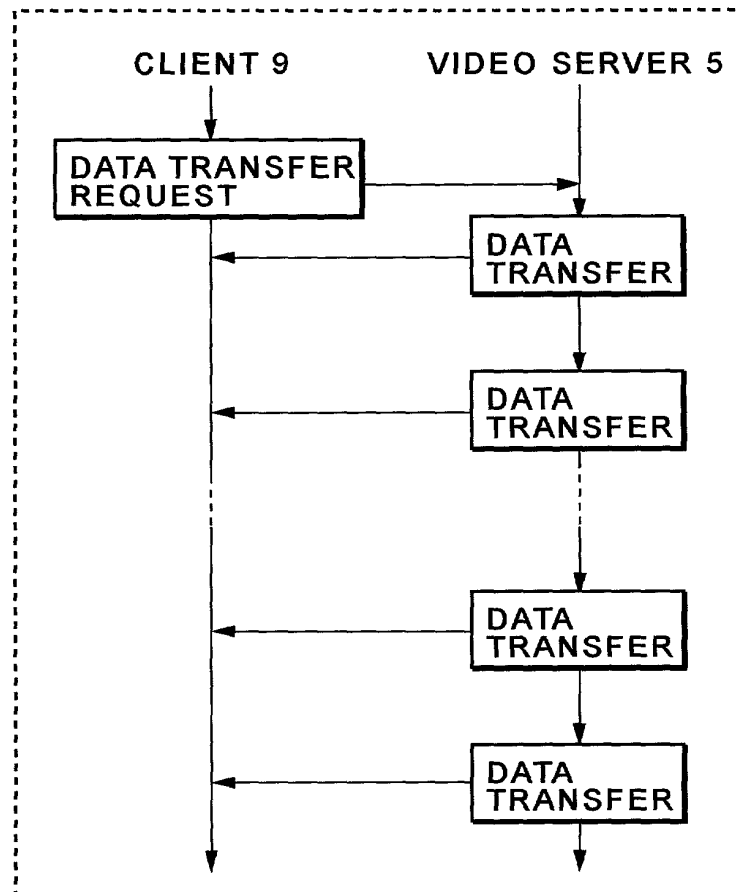 CLIENT 9
VIDEO SERVER 5
DATA TRANSFER
REQUEST
DATA
TRANSFER
DATA
TRANSFER
DATA
TRANSFER
DATA
TRANSFER